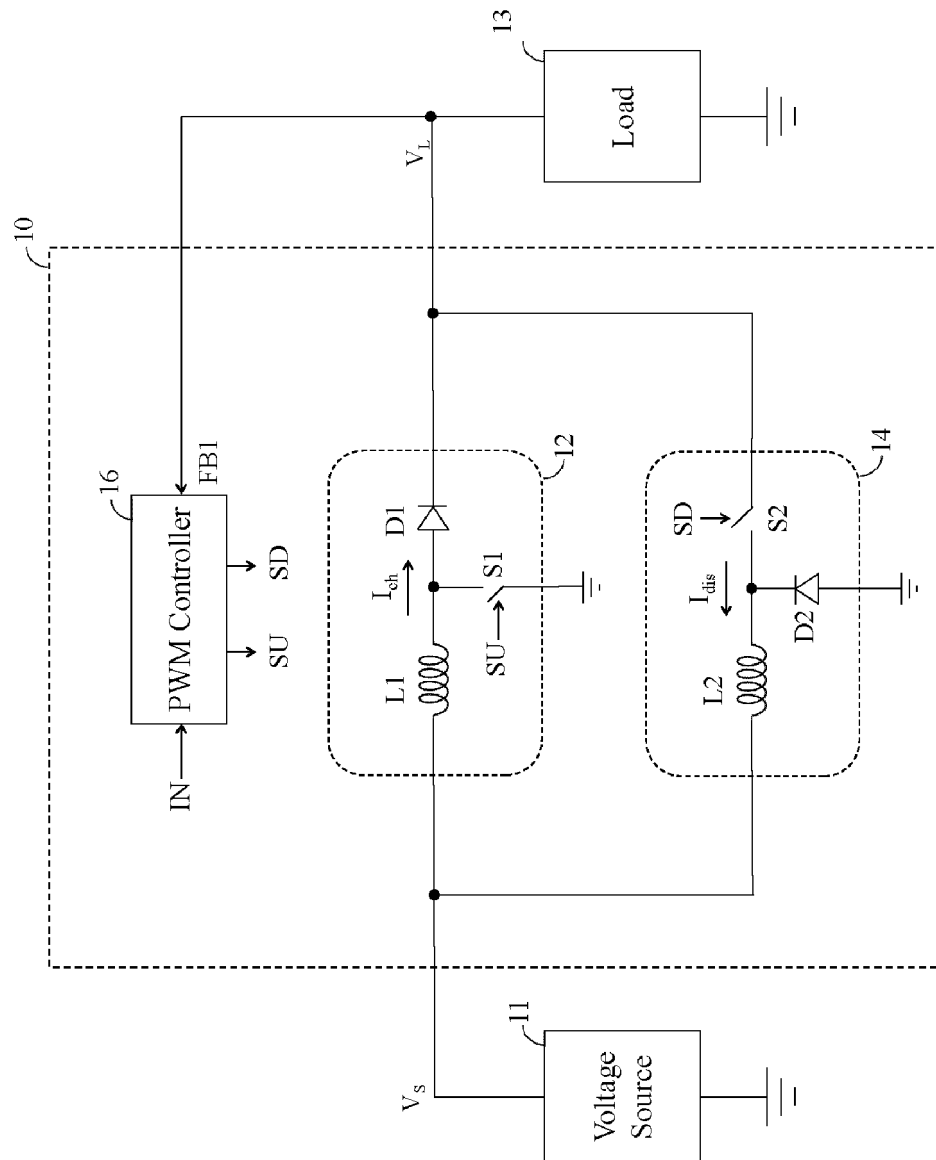 10
16
PWM Controller
IN
FB1
SU
SD
V_S
V_L
11
Voltage
Source
13
Load
12
L1
I_ch
D1
SU
S1
14
L2
I_dis
SD
S2
D2